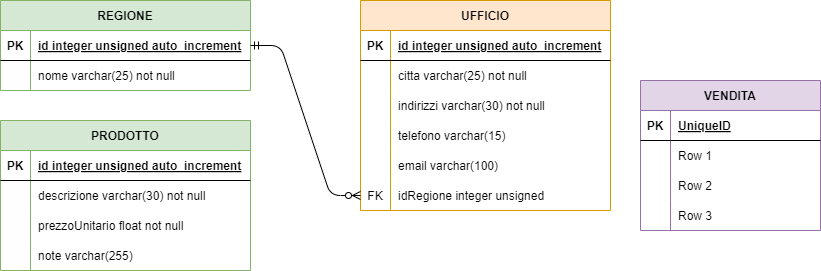 REGIONE
PK id integer unsigned auto_increment
nome varchar(25) not null
PRODOTTO
PK id integer unsigned auto_increment
descrizione varchar(30) not null
prezzoUnitario float not null
note varchar(255)
UFFICIO
PK id integer unsigned auto_increment
citta varchar(25) not null
indirizzi varchar(30) not null
telefono varchar(15)
email varchar(100)
FK idRegione integer unsigned
VENDITA
PK UniqueID
Row 1
Row 2
Row 3